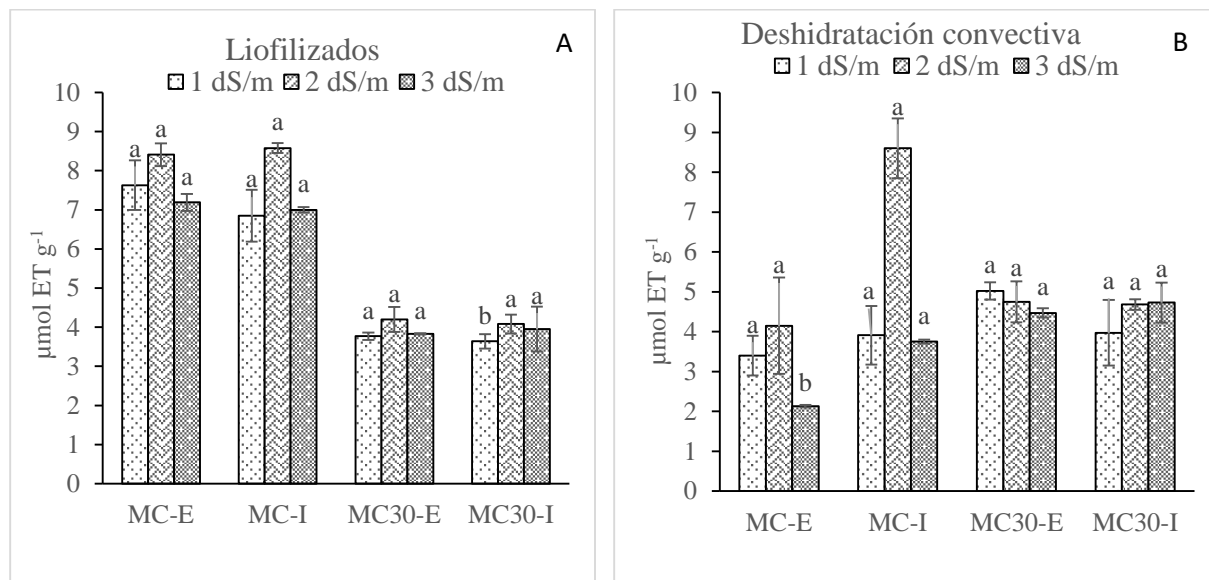 Liofilizados
A
1 dS/m 2 dS/m 3 dS/m
µmol ET g-1
10
9
8
7
6
5
4
3
2
1
0
a a a
a a a
a a a
b a a
MC-E MC-I MC30-E MC30-I
Deshidratación convectiva
B
1 dS/m 2 dS/m 3 dS/m
µmol ET g-1
10
9
8
7
6
5
4
3
2
1
0
a a b
a a a
a a a
a a a
MC-E MC-I MC30-E MC30-I